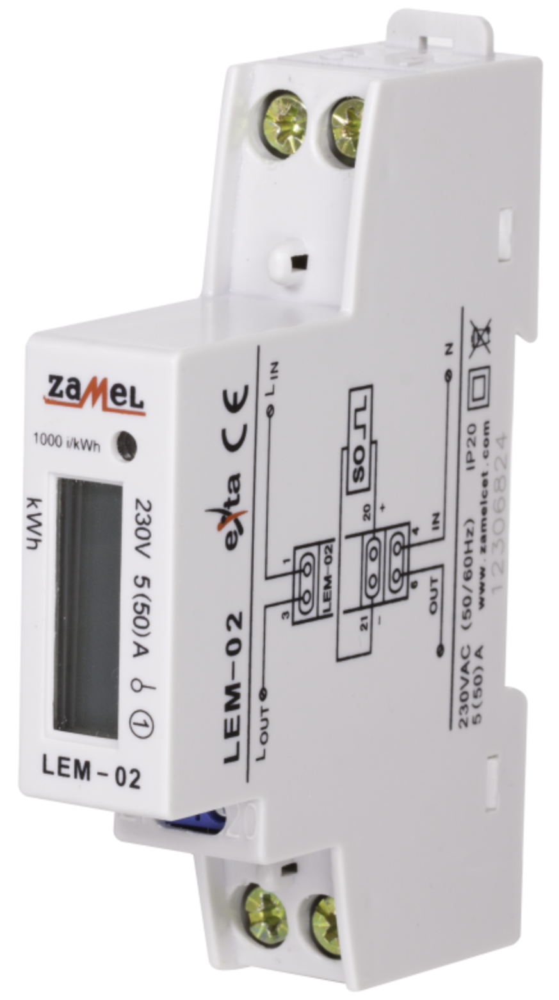 ZAMEL
1000 i/kWh
kWh
230V 5(50)A 1
LEM-02
20
LEM-02 exta CE
L IN
L OUT
1
3
LEM-02
SO
20 +
21 -
4
6
IN
OUT
N
230VAC (50/60Hz) IP20
5(50)A www.zamelcet.com
12306824